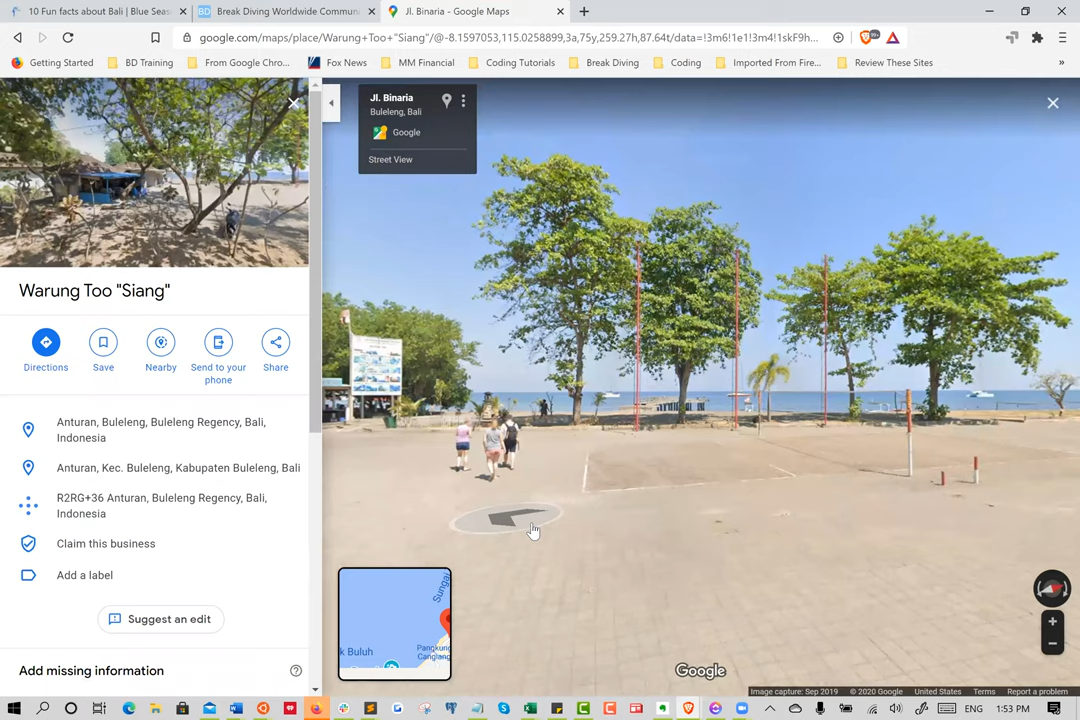 10 Fun facts about Bali | Blue Seas
Break Diving Worldwide Commun
Jl. Binaria - Google Maps
google.com/maps/place/Warung+Too+"Siang"/@-8.1597053,115.0258899,3a,75y,259.27h,87.64t/data=!3m6!1e1!3m4!1skF9h...
99+
Getting Started
BD Training
From Google Chro...
Fox News
MM Financial
Coding Tutorials
Break Diving
Coding
Imported From Fire...
Review These Sites
»
Jl. Binaria
Buleleng, Bali
Google
Street View
Warung Too "Siang"
Directions
Save
Nearby
Send to your
phone
Share
Anturan, Buleleng, Buleleng Regency, Bali,
Indonesia
Anturan, Kec. Buleleng, Kabupaten Buleleng, Bali
R2RG+36 Anturan, Buleleng Regency, Bali,
Indonesia
Claim this business
Add a label
Suggest an edit
Add missing information
Sungai
k Buluh
Pangkung
Canglang
Google
Image capture: Sep 2019
© 2020 Google
United States
Terms
Report a problem
ENG
1:53 PM